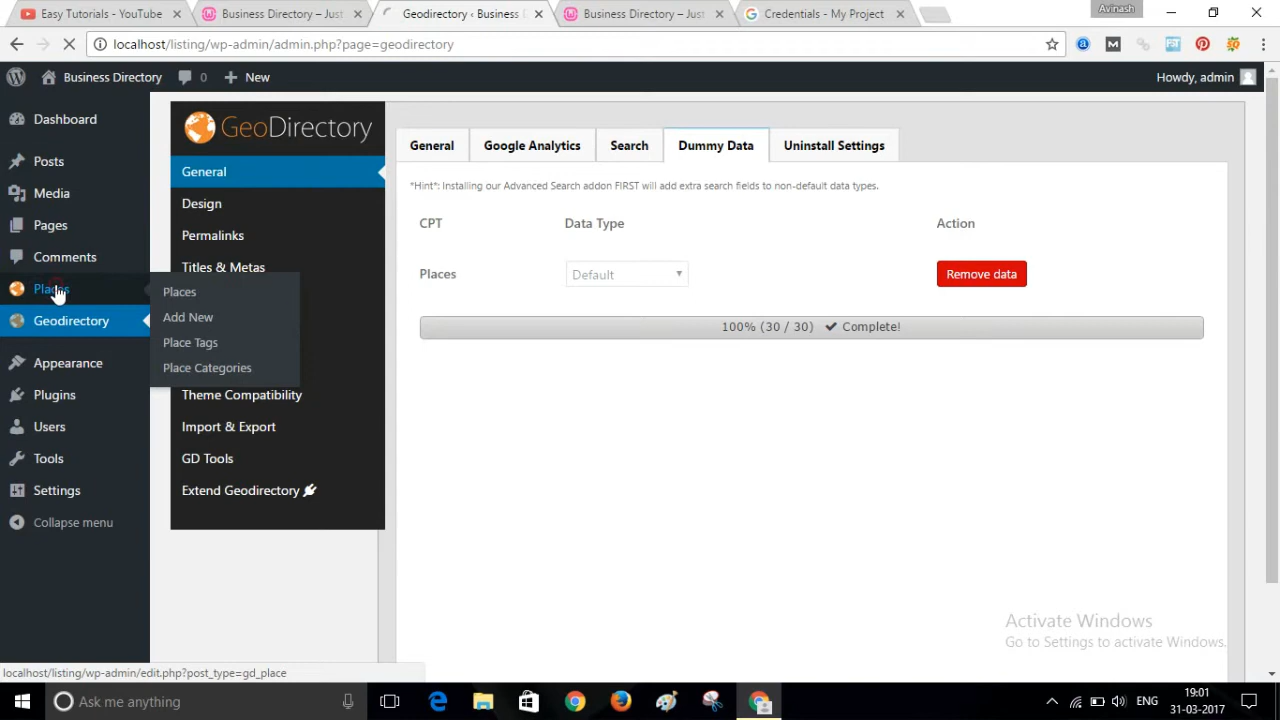 Easy Tutorials - YouTube
Business Directory – Just
Geodirectory ‹ Business D
Business Directory – Just
Credentials - My Project
Avinash
localhost/listing/wp-admin/admin.php?page=geodirectory
Business Directory
0
New
Howdy, admin
Dashboard
Posts
Media
Pages
Comments
Places
Geodirectory
Appearance
Plugins
Users
Tools
Settings
Collapse menu
Places
Add New
Place Tags
Place Categories
GeoDirectory
General
Design
Permalinks
Titles & Metas
Theme Compatibility
Import & Export
GD Tools
Extend Geodirectory
General
Google Analytics
Search
Dummy Data
Uninstall Settings
*Hint*: Installing our Advanced Search addon FIRST will add extra search fields to non-default data types.
CPT
Data Type
Action
Places
Default
Remove data
100% (30 / 30) ✔ Complete!
Activate Windows
Go to Settings to activate Windows.
localhost/listing/wp-admin/edit.php?post_type=gd_place
Ask me anything
ENG
19:01
31-03-2017